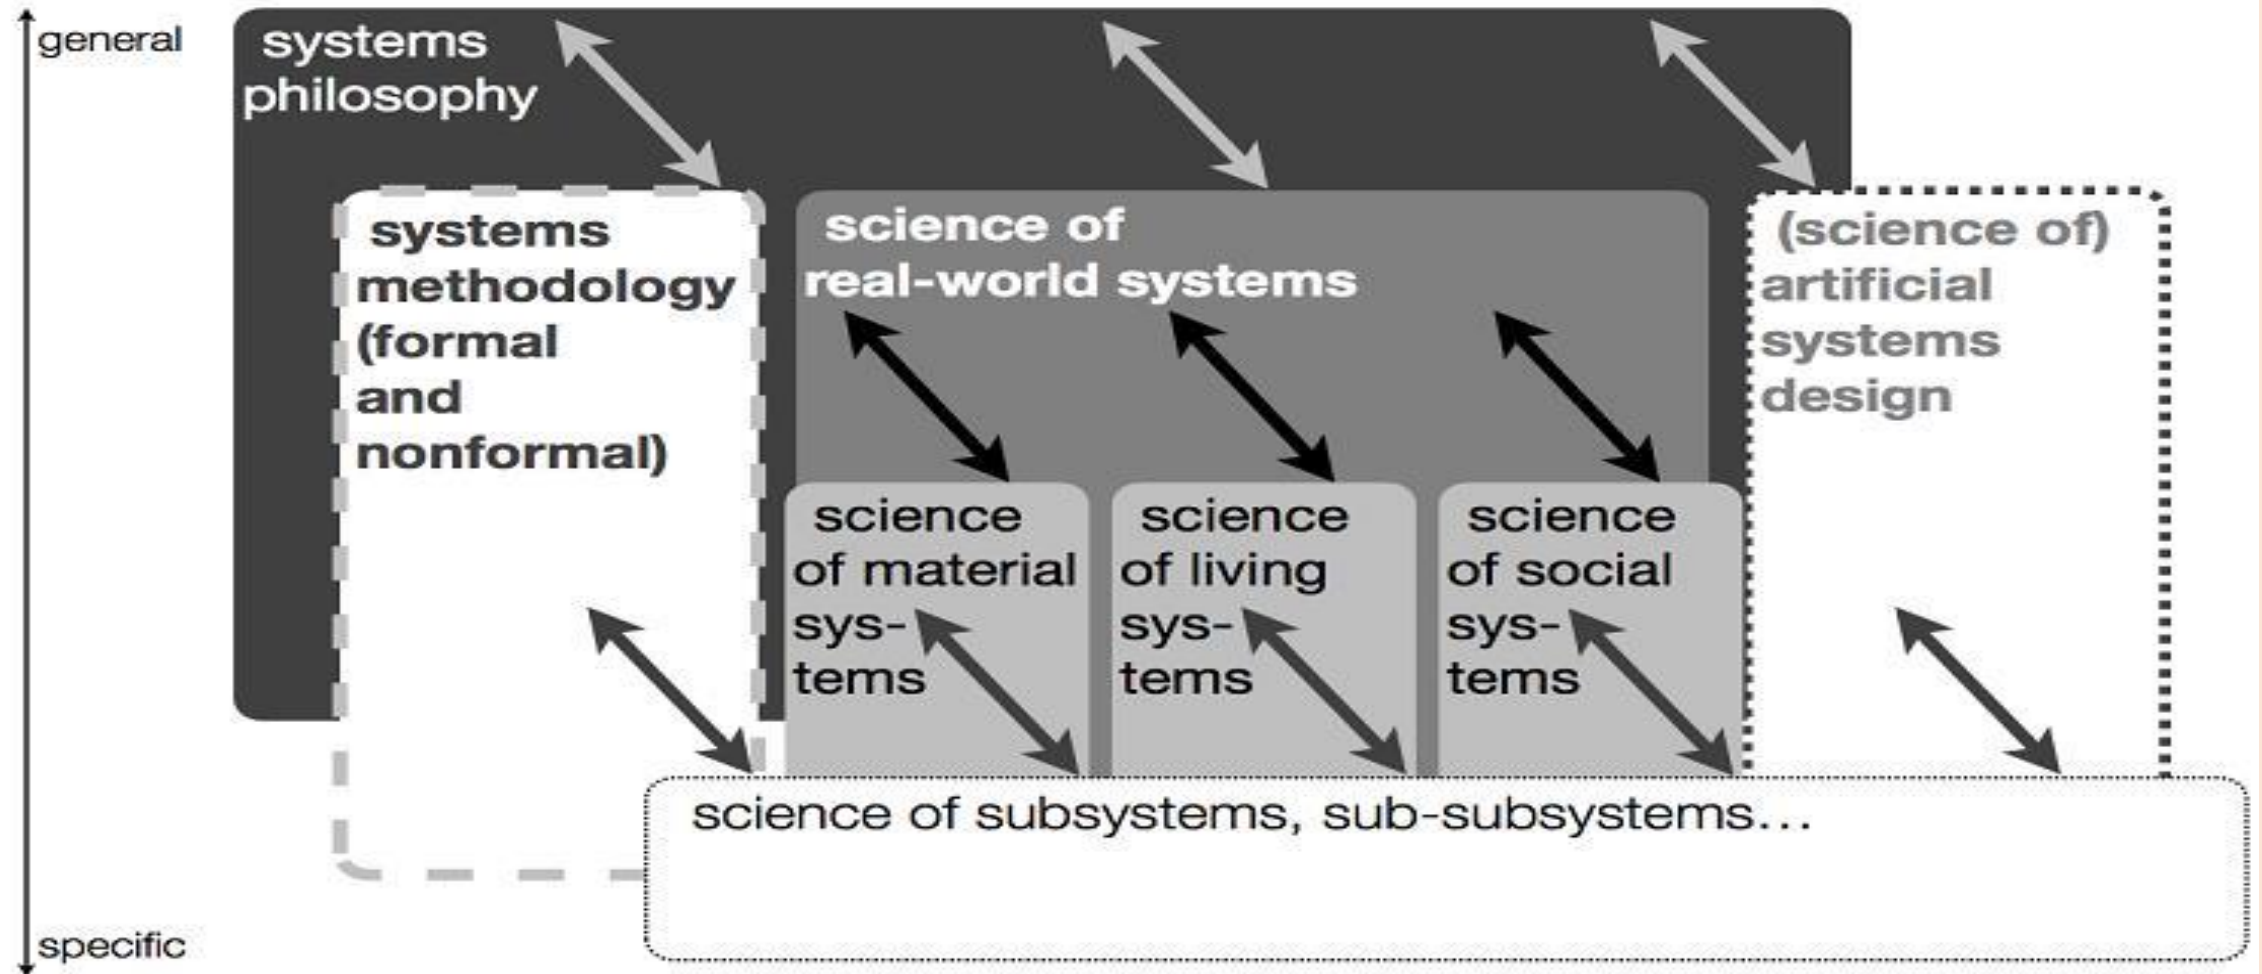 general
systems
philosophy
systems
methodology
(formal
and
nonformal)
science of
real-world systems
(science of)
artificial
systems
design
science
of material
sys-
tems
science
of living
sys-
tems
science
of social
sys-
tems
science of subsystems, sub-subsystems...
specific